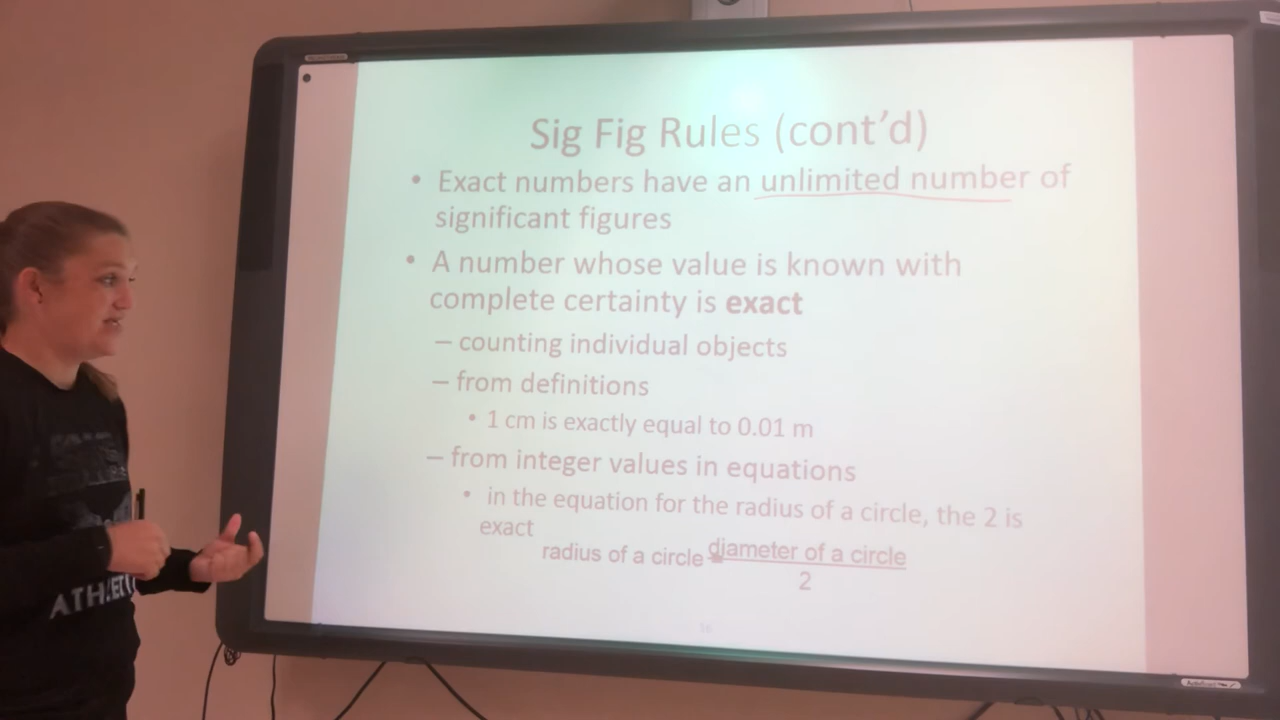 Sig Fig Rules (cont'd)
• Exact numbers have an unlimited number of
significant figures
• A number whose value is known with
complete certainty is exact
– counting individual objects
– from definitions
• 1 cm is exactly equal to 0.01 m
– from integer values in equations
• in the equation for the radius of a circle, the 2 is
exact
radius of a circle = diameter of a circle
2